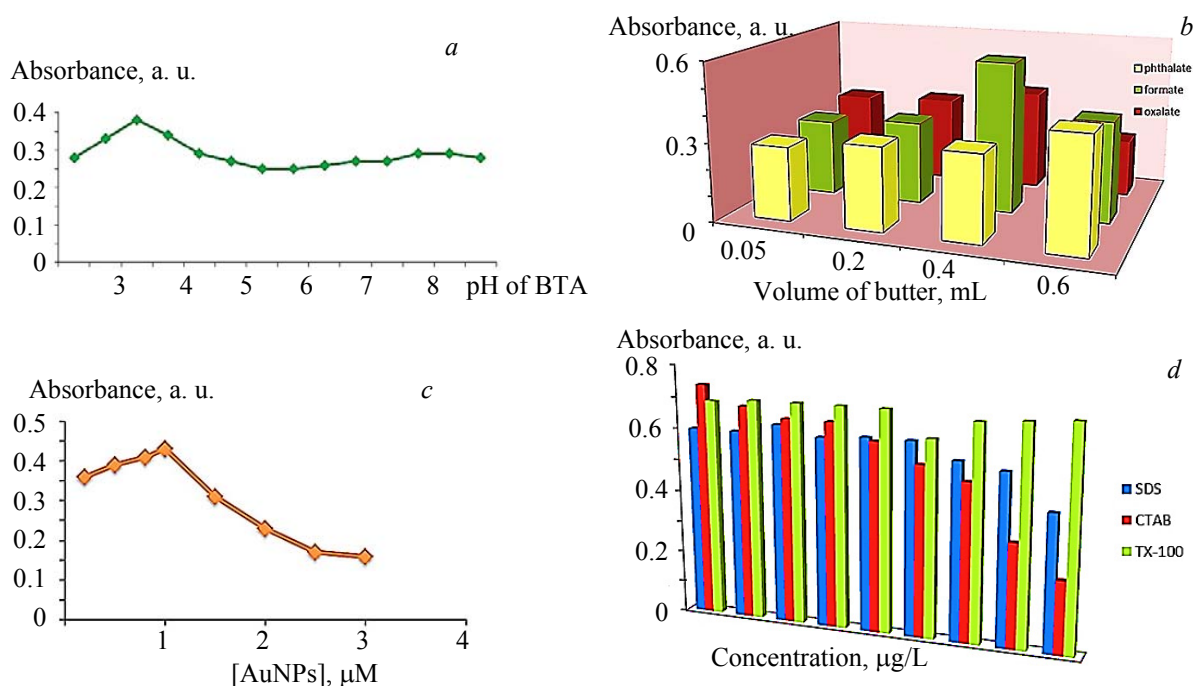 a
Absorbance, a. u.
0.4
0.3
0.2
0.1
0
3 4 5 6 7 8 pH of BTA
Absorbance, a. u.
b
0.6
0.3
0
phthalate
formate
oxalate
0.05
0.2
0.4
0.6
Volume of butter, mL
Absorbance, a. u.
c
0.5
0.4
0.3
0.2
0.1
0
1 2 3 4
[AuNPs], μM
Absorbance, a. u.
d
0.8
0.6
0.4
0.2
0
SDS
CTAB
TX-100
Concentration, μg/L